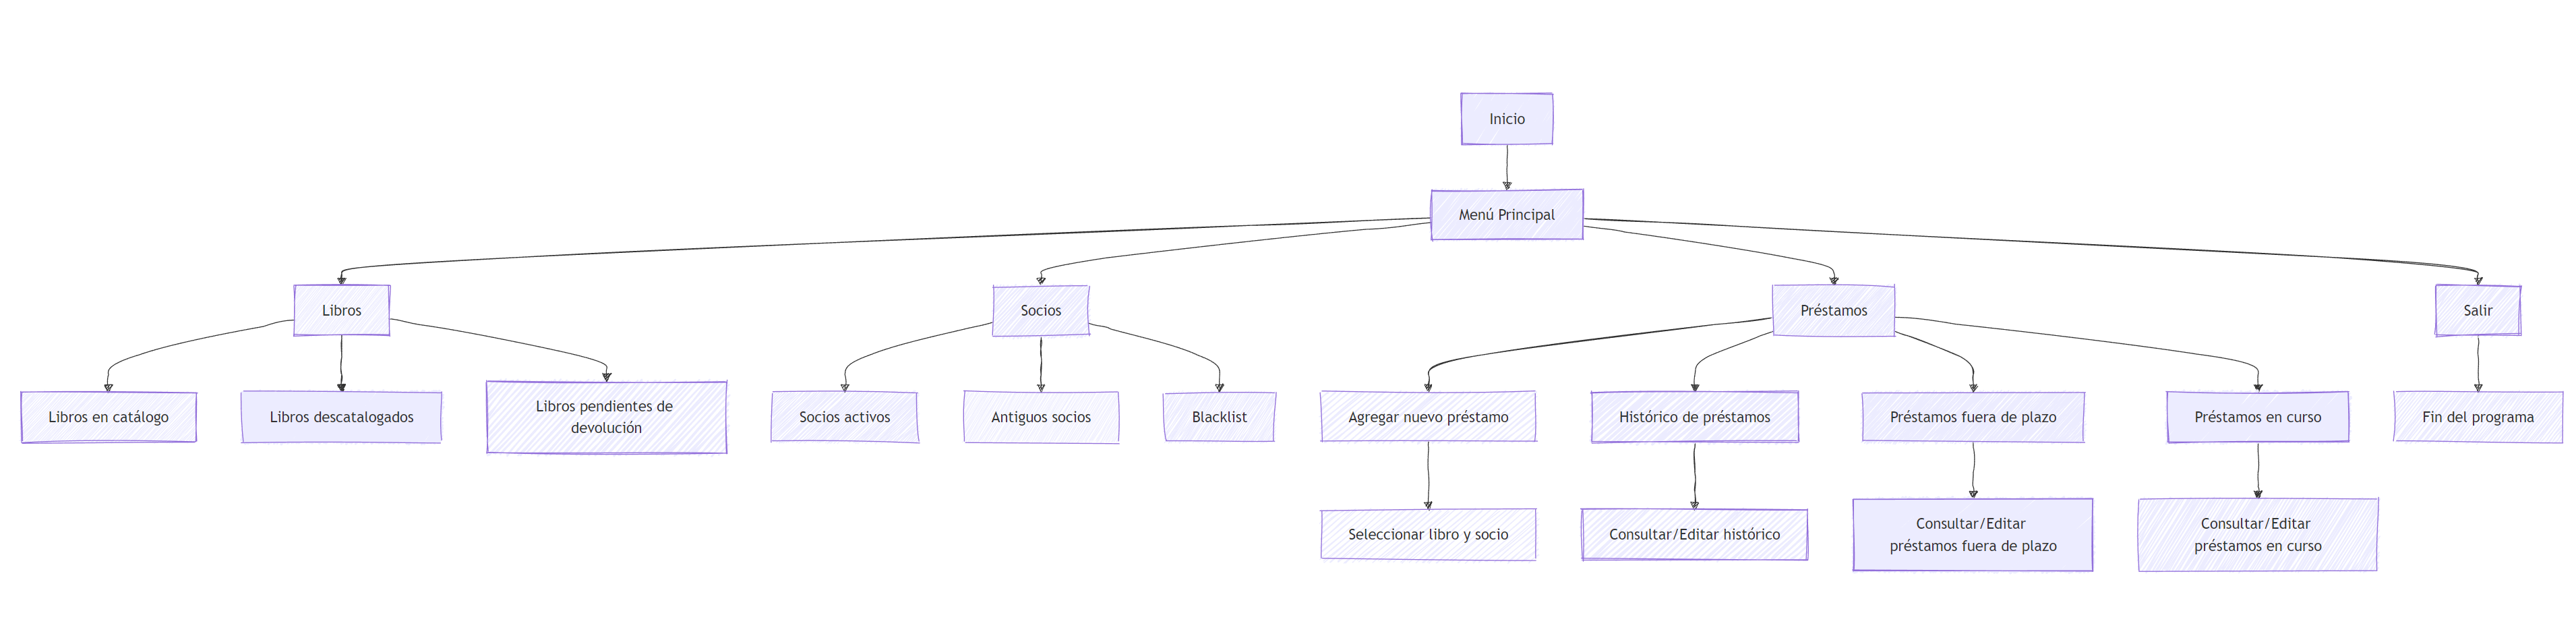 Inicio
Menú Principal
Libros
Socios
Préstamos
Salir
Libros en catálogo
Libros descatalogados
Libros pendientes de
devolución
Socios activos
Antiguos socios
Blacklist
Agregar nuevo préstamo
Histórico de préstamos
Préstamos fuera de plazo
Préstamos en curso
Fin del programa
Seleccionar libro y socio
Consultar/Editar histórico
Consultar/Editar
préstamos fuera de plazo
Consultar/Editar
préstamos en curso